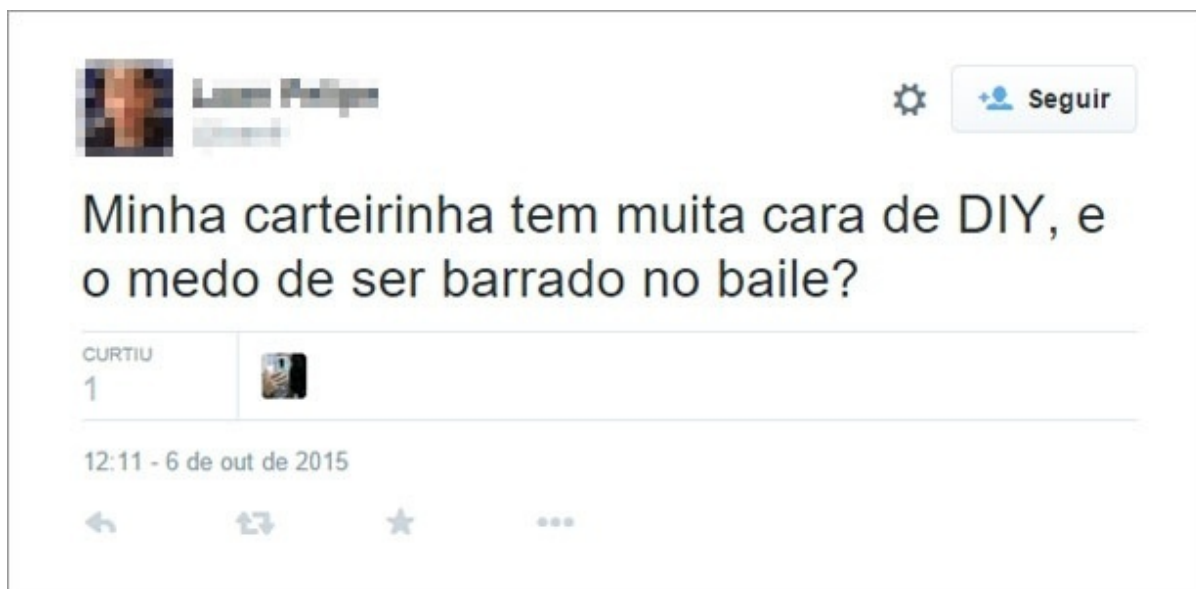 Seguir
Minha carteirinha tem muita cara de DIY, e
o medo de ser barrado no baile?
CURTIU
1
12:11 - 6 de out de 2015